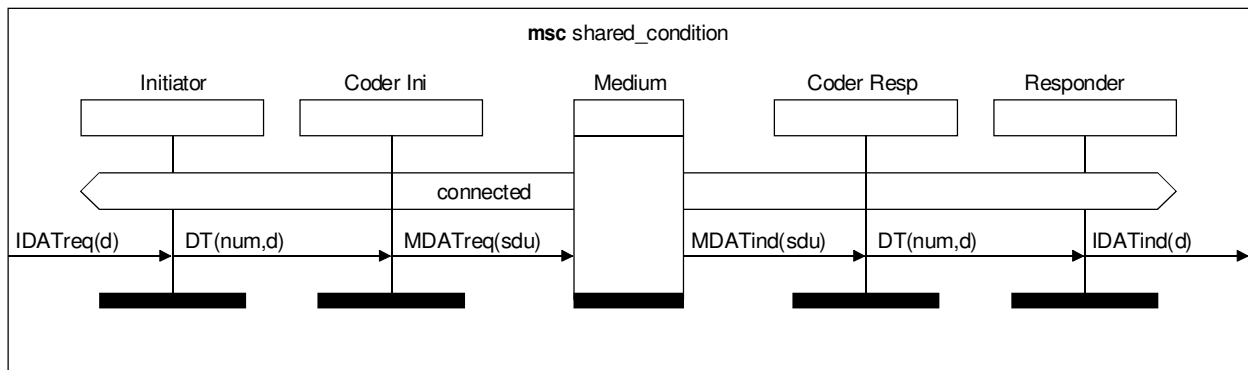 msc shared_condition
Initiator
Coder Ini
Medium
Coder Resp
Responder
connected
IDATreq(d)
DT(num,d)
MDATreq(sdu)
MDATind(sdu)
DT(num,d)
IDATind(d)